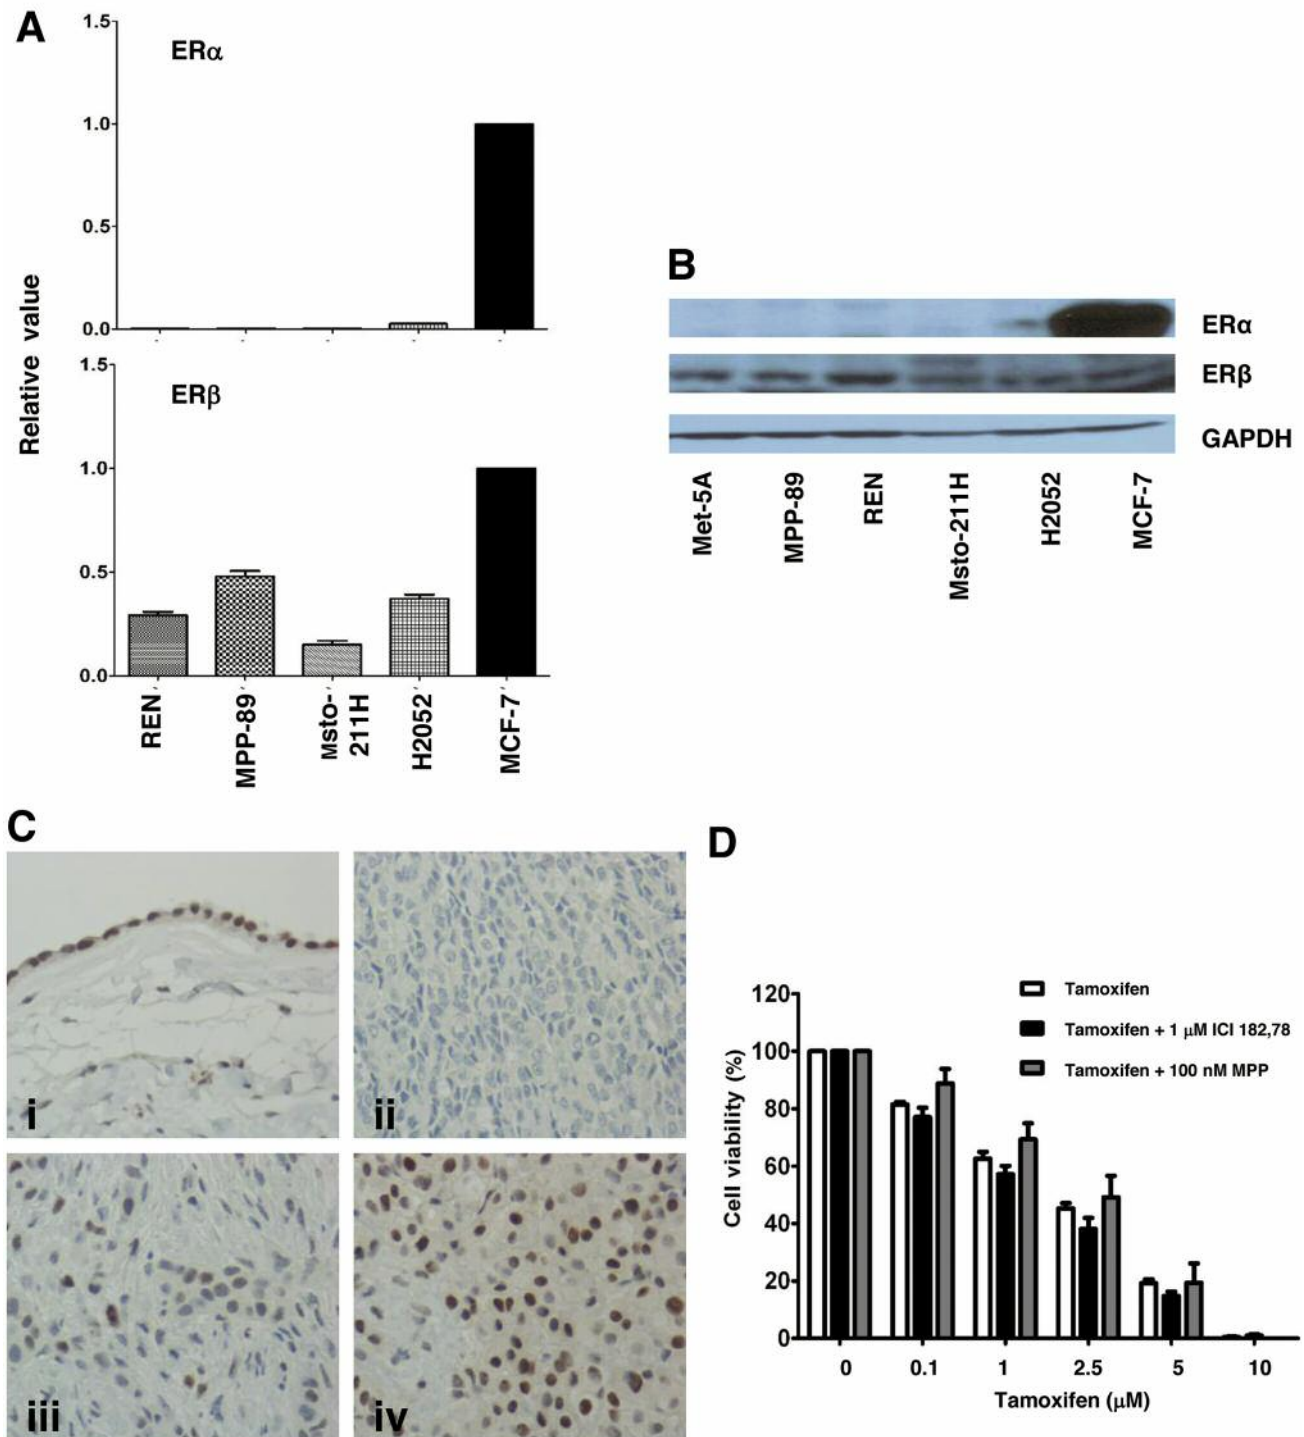 A
1.5
ERα
1.0
0.5
0.0
Relative value
1.5
ERβ
1.0
0.5
0.0
REN
MPP-89
Msto-
211H
H2052
MCF-7
B
ERα
ERβ
GAPDH
Met-5A
MPP-89
REN
Msto-211H
H2052
MCF-7
C
i
ii
iii
iv
D
Tamoxifen
Tamoxifen + 1 μM ICI 182,78
Tamoxifen + 100 nM MPP
Cell viability (%)
120
100
80
60
40
20
0
0 0.1 1 2.5 5 10
Tamoxifen (μM)